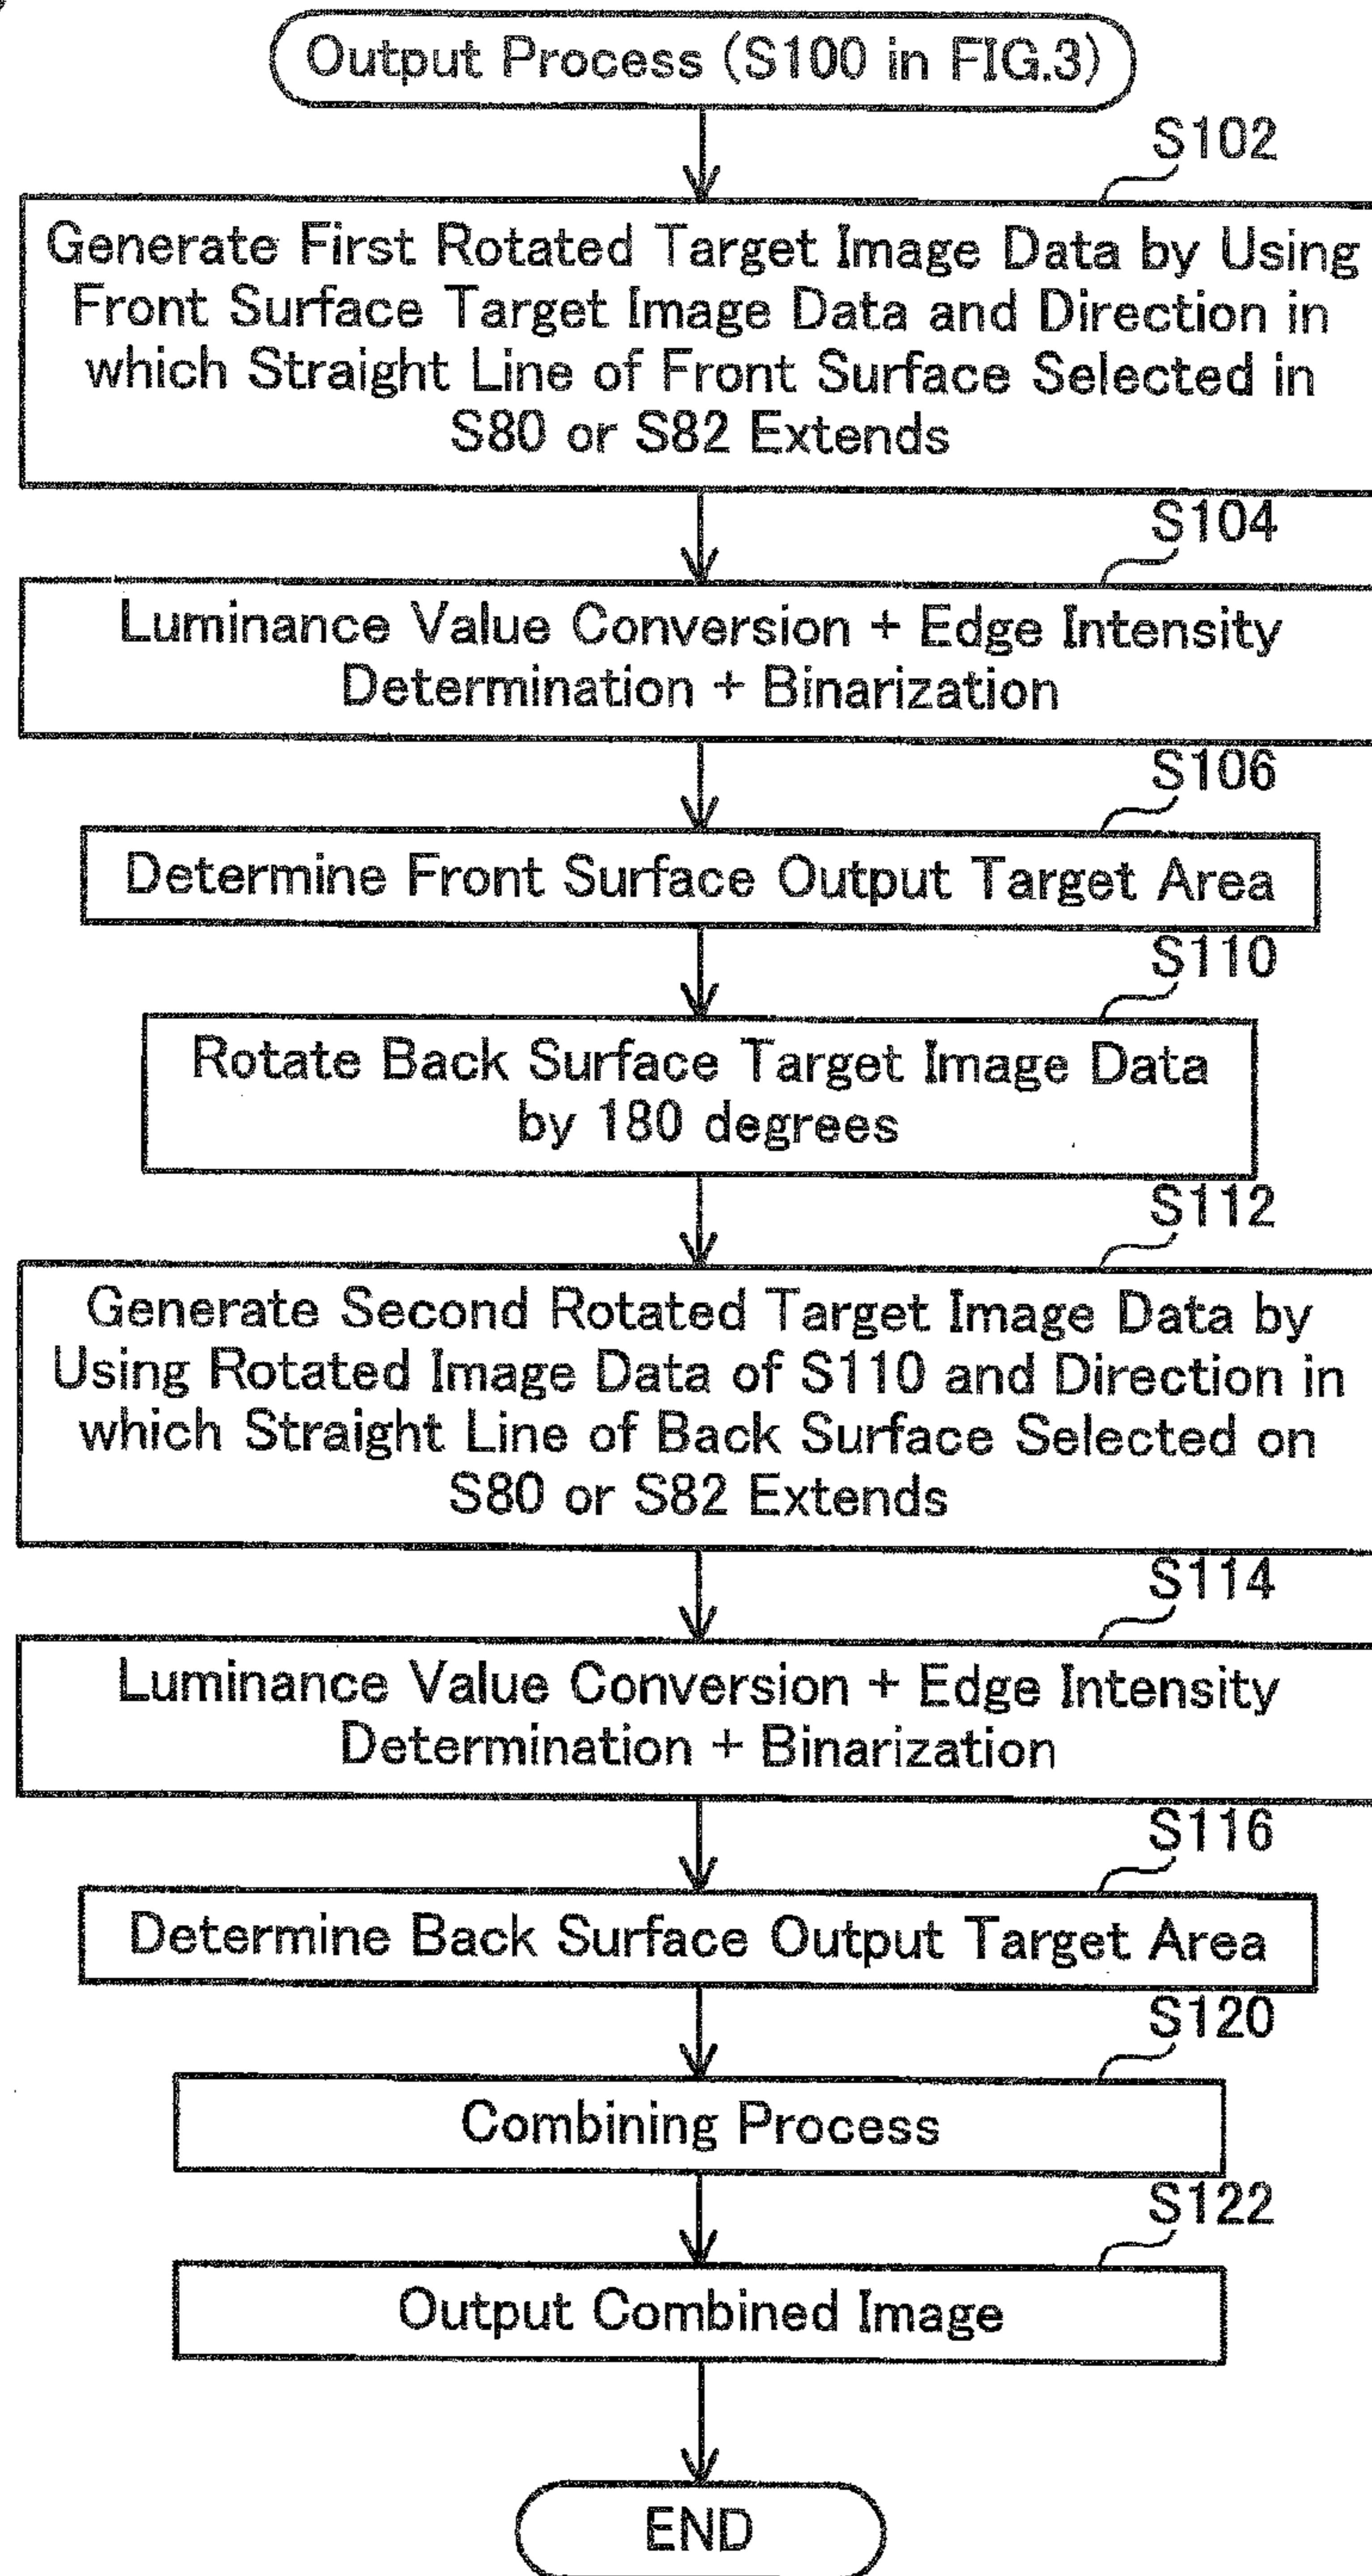 Output Process (S100 in FIG.3)
S102
Generate First Rotated Target Image Data by Using
Front Surface Target Image Data and Direction in
which Straight Line of Front Surface Selected in
S80 or S82 Extends
S104
Luminance Value Conversion + Edge Intensity
Determination + Binarization
S106
Determine Front Surface Output Target Area
S110
Rotate Back Surface Target Image Data
by 180 degrees
S112
Generate Second Rotated Target Image Data by
Using Rotated Image Data of S110 and Direction in
which Straight Line of Back Surface Selected on
S80 or S82 Extends
S114
Luminance Value Conversion + Edge Intensity
Determination + Binarization
S116
Determine Back Surface Output Target Area
S120
Combining Process
S122
Output Combined Image
END